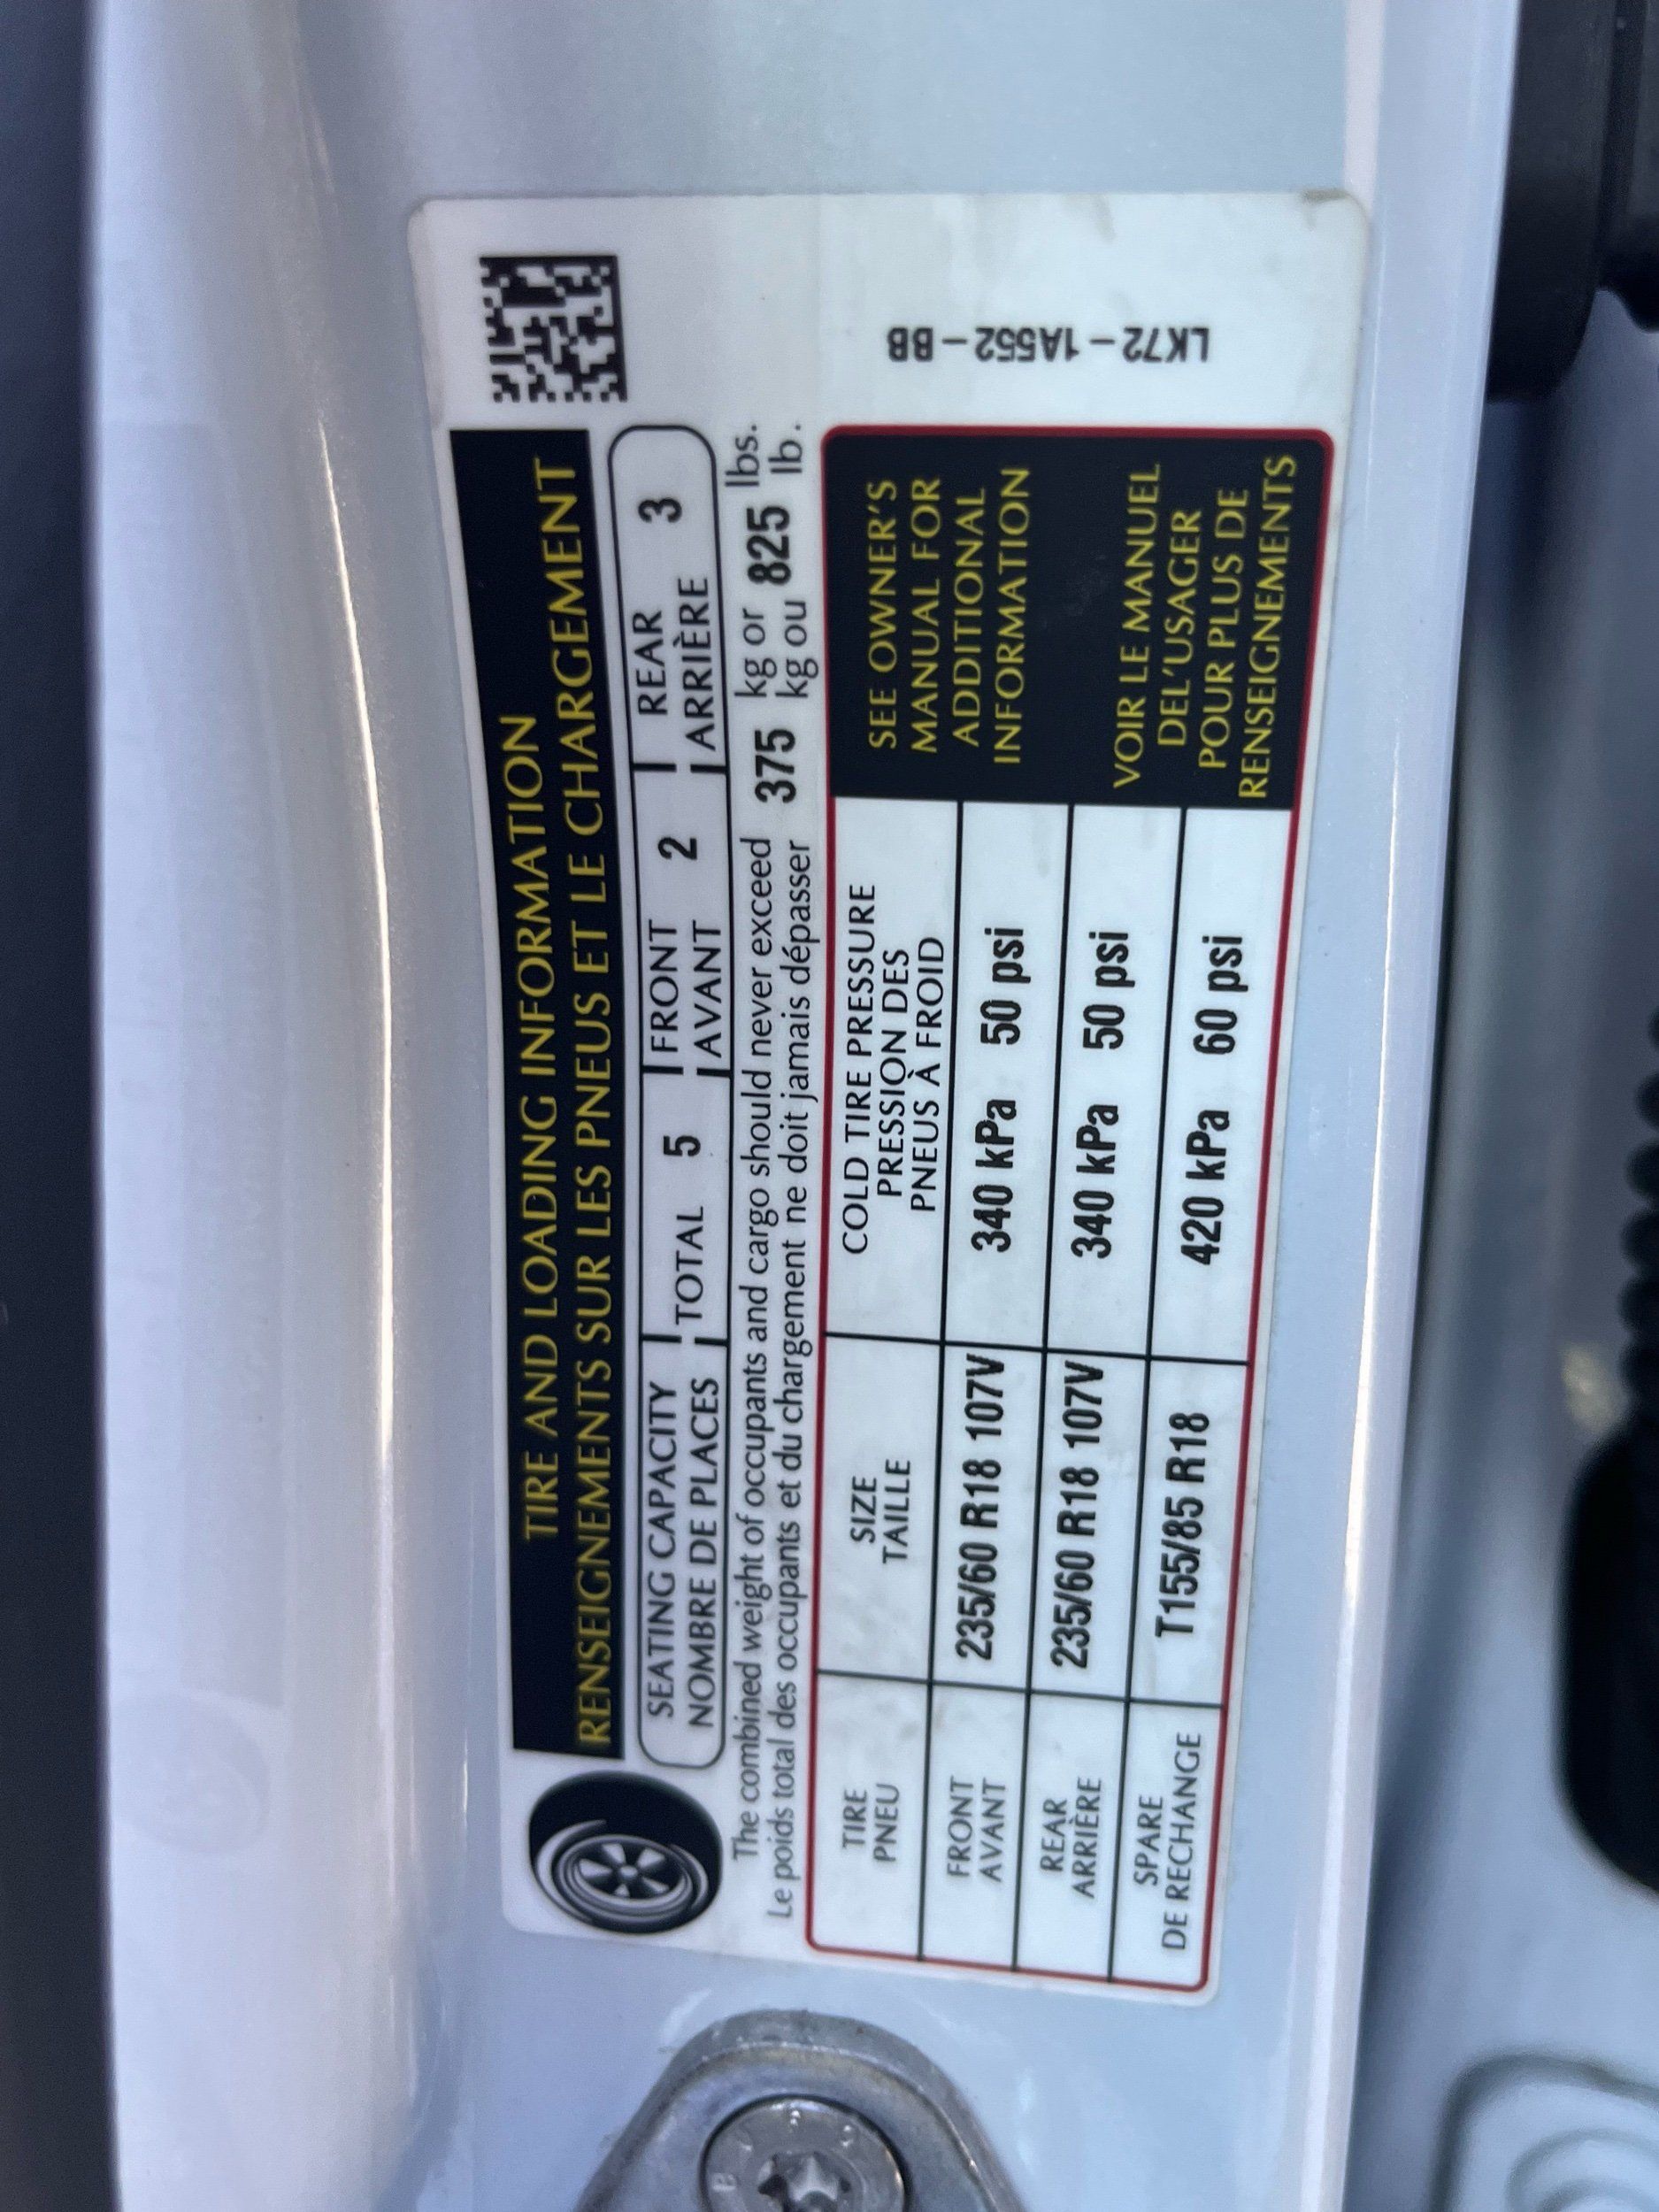 TIRE AND LOADING INFORMATION
RENSEIGNEMENTS SUR LES PNEUS ET LE CHARGEMENT
SEATING CAPACITY
NOMBRE DE PLACES
TOTAL 5
FRONT
AVANT 2
REAR
ARRIÈRE 3
The combined weight of occupants and cargo should never exceed 375 kg or 825 lbs.
Le poids total des occupants et du chargement ne doit jamais dépasser kg ou lb.
TIRE
PNEU
SIZE
TAILLE
COLD TIRE PRESSURE
PRESSION DES
PNEUS À FROID
FRONT
AVANT
235/60 R18 107V
340 kPa 50 psi
REAR
ARRIÈRE
235/60 R18 107V
340 kPa 50 psi
SPARE
DE RECHANGE
T155/85 R18
420 kPa 60 psi
SEE OWNER'S
MANUAL FOR
ADDITIONAL
INFORMATION
VOIR LE MANUEL
DEL'USAGER
POUR PLUS DE
RENSEIGNEMENTS
LK72-1A552-BB